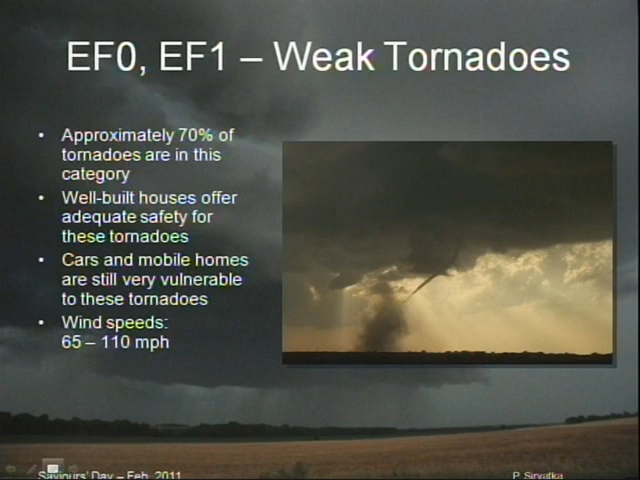 EF0, EF1 – Weak Tornadoes
• Approximately 70% of
tornadoes are in this
category
• Well-built houses offer
adequate safety for
these tornadoes
• Cars and mobile homes
are still very vulnerable
to these tornadoes
• Wind speeds:
65 – 110 mph
Saviours' Day – Feb. 2011
P. Sirvatka